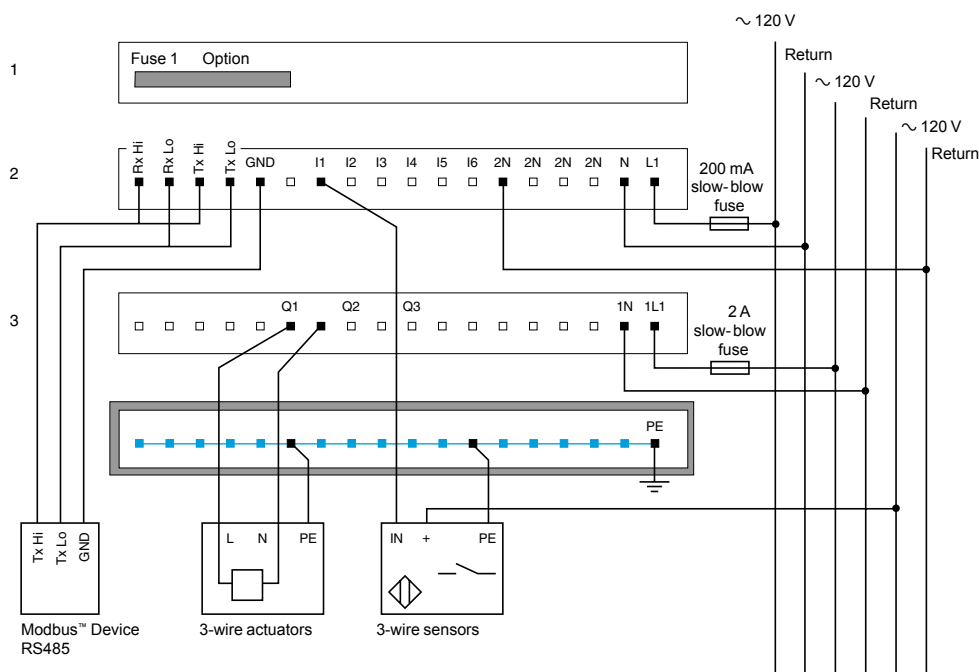 ∼ 120 V
Return
∼ 120 V
Return
∼ 120 V
Return
1
Fuse 1 Option
2
Rx Hi Rx Lo Tx Hi Tx Lo GND I1 I2 I3 I4 I5 I6 2N 2N 2N 2N N L1
200 mA
slow-blow
fuse
3
Q1 Q2 Q3 1N 1L1
2 A
slow-blow
fuse
PE
Tx Hi Tx Lo GND
L N PE
IN + PE
Modbus™ Device
RS485
3-wire actuators
3-wire sensors